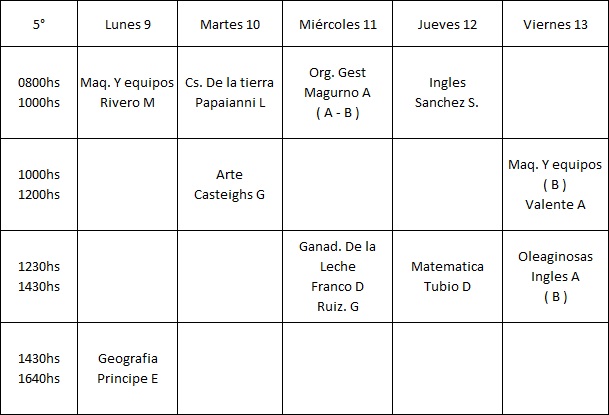 5°
Lunes 9
Martes 10
Miércoles 11
Jueves 12
Viernes 13
0800hs
1000hs
Maq. Y equipos
Rivero M
Cs. De la tierra
Papaianni L
Org. Gest
Magurno A
( A - B )
Ingles
Sanchez S.
1000hs
1200hs
Arte
Casteighs G
Maq. Y equipos
( B )
Valente A
1230hs
1430hs
Ganad. De la
Leche
Franco D
Ruiz. G
Matematica
Tubio D
Oleaginosas
Ingles A
( B )
1430hs
1640hs
Geografia
Principe E